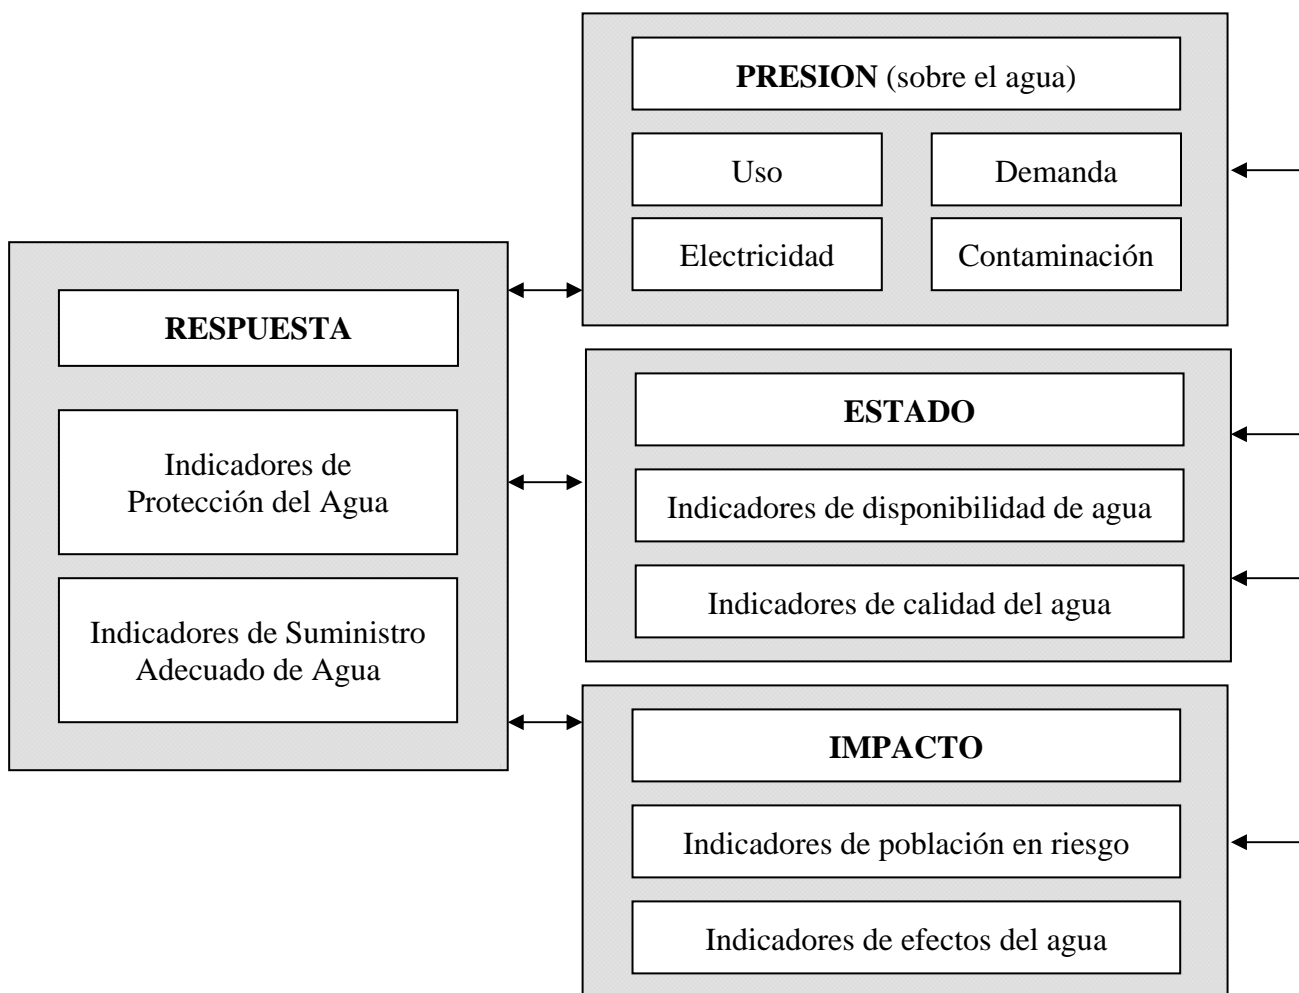 PRESION (sobre el agua)
Uso
Demanda
Electricidad
Contaminación
RESPUESTA
Indicadores de
Protección del Agua
Indicadores de Suministro
Adecuado de Agua
ESTADO
Indicadores de disponibilidad de agua
Indicadores de calidad del agua
IMPACTO
Indicadores de población en riesgo
Indicadores de efectos del agua